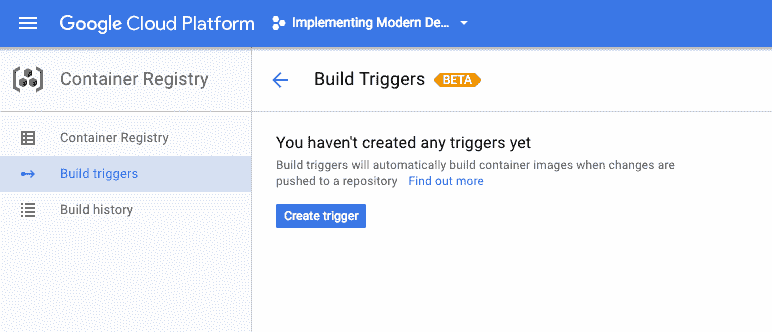 Google Cloud Platform
Implementing Modern De...
Container Registry
Build Triggers BETA
Container Registry
Build triggers
Build history
You haven't created any triggers yet
Build triggers will automatically build container images when changes are
pushed to a repository Find out more
Create trigger